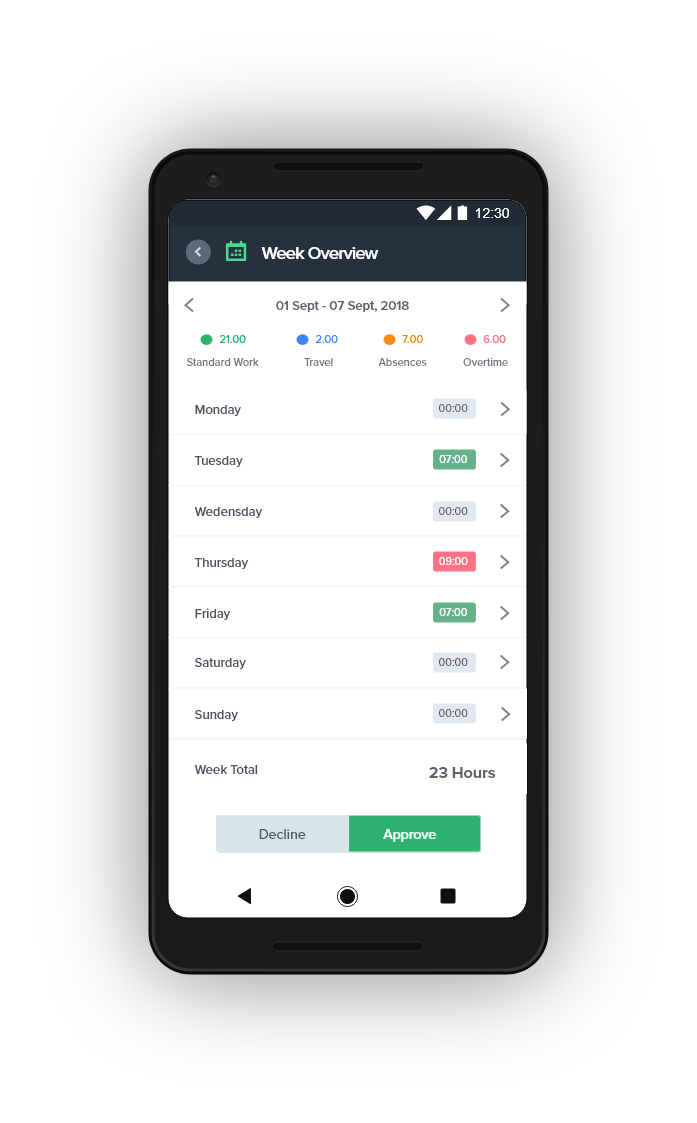 12:30
Week Overview
01 Sept - 07 Sept, 2018
21.00 2.00 7.00 6.00
Standard Work Travel Absences Overtime
Monday 00:00
Tuesday 07:00
Wedensday 00:00
Thursday 09:00
Friday 07:00
Saturday 00:00
Sunday 00:00
Week Total 23 Hours
Decline Approve